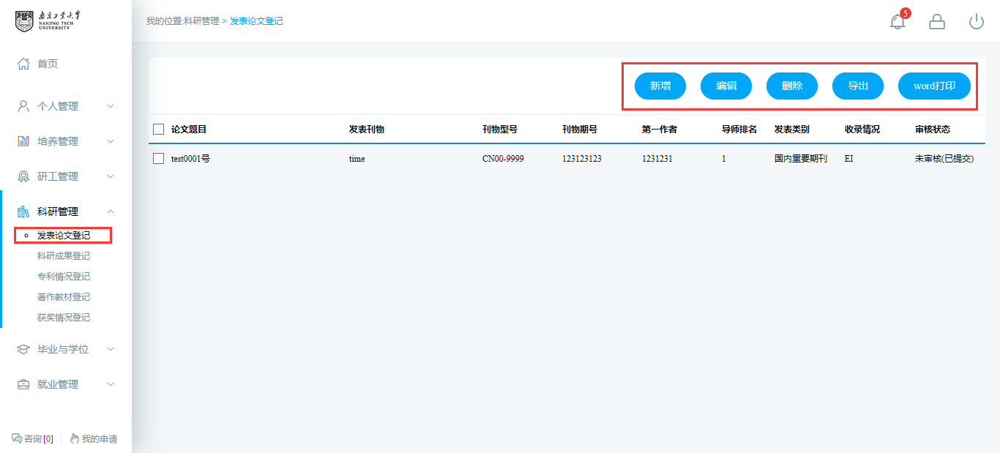 南京工业大学
NANJING TECH
UNIVERSITY
首页
个人管理
培养管理
研工管理
科研管理
发表论文登记
科研成果登记
专利情况登记
著作教材登记
获奖情况登记
毕业与学位
就业管理
咨询[0] 我的申请
我的位置:科研管理 > 发表论文登记
5
新增 编辑 删除 导出 word打印
论文题目 发表刊物 刊物型号 刊物期号 第一作者 导师排名 发表类别 收录情况 审核状态
test0001号 time CN00-9999 123123123 1231231 1 国内重要期刊 EI 未审核(已提交)